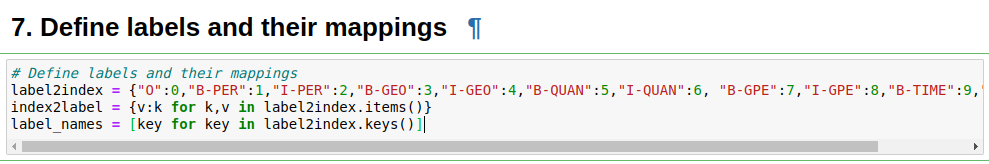 7. Define labels and their mappings ¶
# Define labels and their mappings
label2index = {"O":0,"B-PER":1,"I-PER":2,"B-GEO":3,"I-GEO":4,"B-QUAN":5,"I-QUAN":6, "B-GPE":7,"I-GPE":8,"B-TIME":9,"
index2label = {v:k for k,v in label2index.items()}
label_names = [key for key in label2index.keys()]